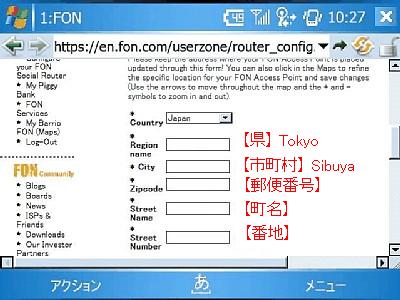 1:FON
10:27
https://en.fon.com/userzone/router_config.
Configure
your FON
Social Router
My Piggy
Bank
FON
Services
My Barrio
FON (Maps)
Log-Out
FON Community
Blogs
Boards
News
ISPs &
Friends
Downloads
Our Investor
Partners
Please keep the address where your FON Access Point is placed
updated through this form! You can also click in the Maps to refine
the specific location for your FON Access Point and save changes
(Use the arrows to move throughout the map and the + and =
symbols to zoom in and out).
* Country Japan
* Region name 【県】Tokyo
* City 【市町村】Sibuya
* Zipcode 【郵便番号】
* Street Name 【町名】
* Street Number 【番地】
アクション
あ
メニュー